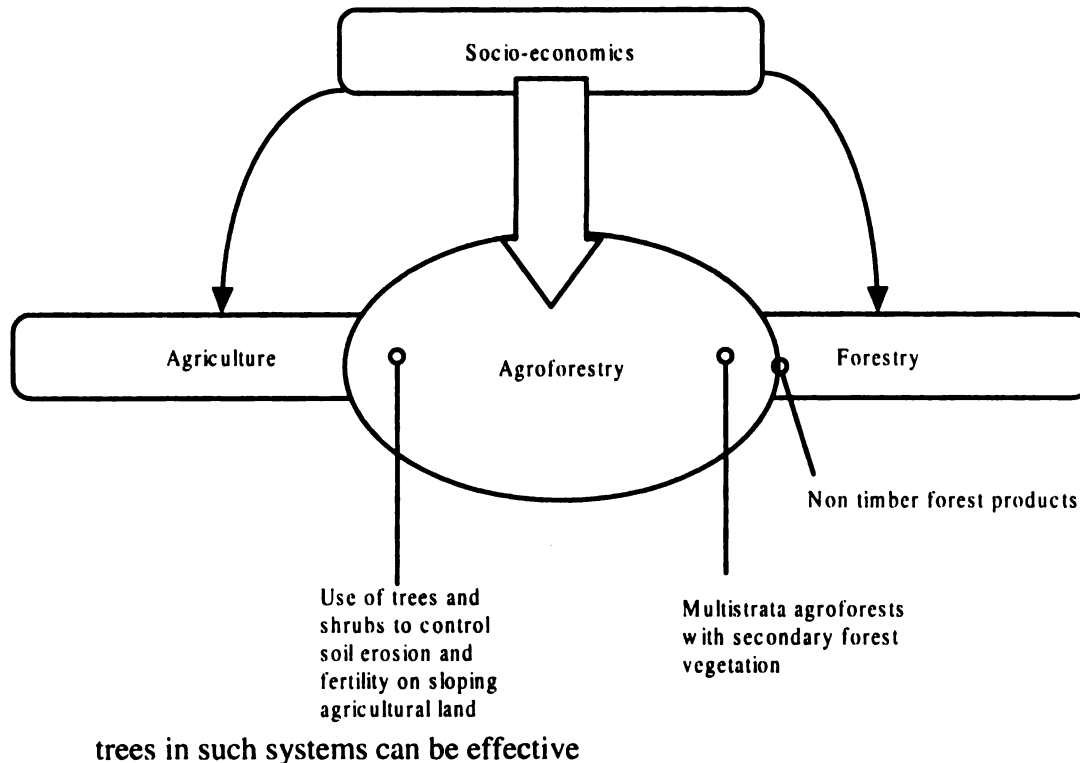 Socio-economics
Agriculture
Agroforestry
Forestry
Non timber forest products
Use of trees and
shrubs to control
soil erosion and
fertility on sloping
agricultural land
Multistrata agroforests
with secondary forest
vegetation
trees in such systems can be effective